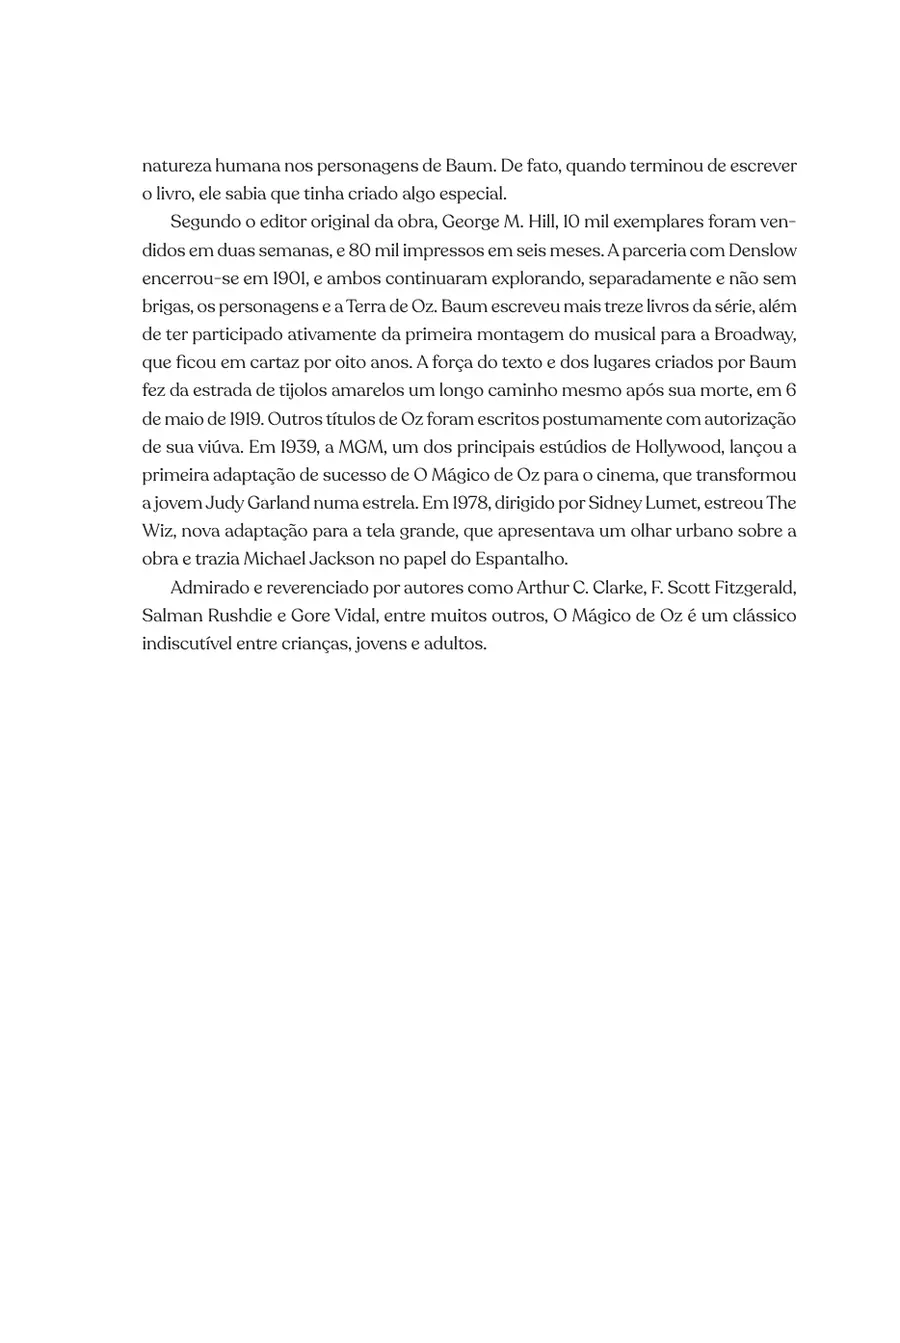 natureza humana nos personagens de Baum. De fato, quando terminou de escrever
o livro, ele sabia que tinha criado algo especial.
Segundo o editor original da obra, George M. Hill, 10 mil exemplares foram ven-
didos em duas semanas, e 80 mil impressos em seis meses. A parceria com Denslow
encerrou-se em 1901, e ambos continuaram explorando, separadamente e não sem
brigas, os personagens e a Terra de Oz. Baum escreveu mais treze livros da série, além
de ter participado ativamente da primeira montagem do musical para a Broadway,
que ficou em cartaz por oito anos. A força do texto e dos lugares criados por Baum
fez da estrada de tijolos amarelos um longo caminho mesmo após sua morte, em 6
de maio de 1919. Outros títulos de Oz foram escritos postumamente com autorização
de sua viúva. Em 1939, a MGM, um dos principais estúdios de Hollywood, lançou a
primeira adaptação de sucesso de O Mágico de Oz para o cinema, que transformou
a jovem Judy Garland numa estrela. Em 1978, dirigido por Sidney Lumet, estreou The
Wiz, nova adaptação para a tela grande, que apresentava um olhar urbano sobre a
obra e trazia Michael Jackson no papel do Espantalho.
Admirado e reverenciado por autores como Arthur C. Clarke, F. Scott Fitzgerald,
Salman Rushdie e Gore Vidal, entre muitos outros, O Mágico de Oz é um clássico
indiscutível entre crianças, jovens e adultos.